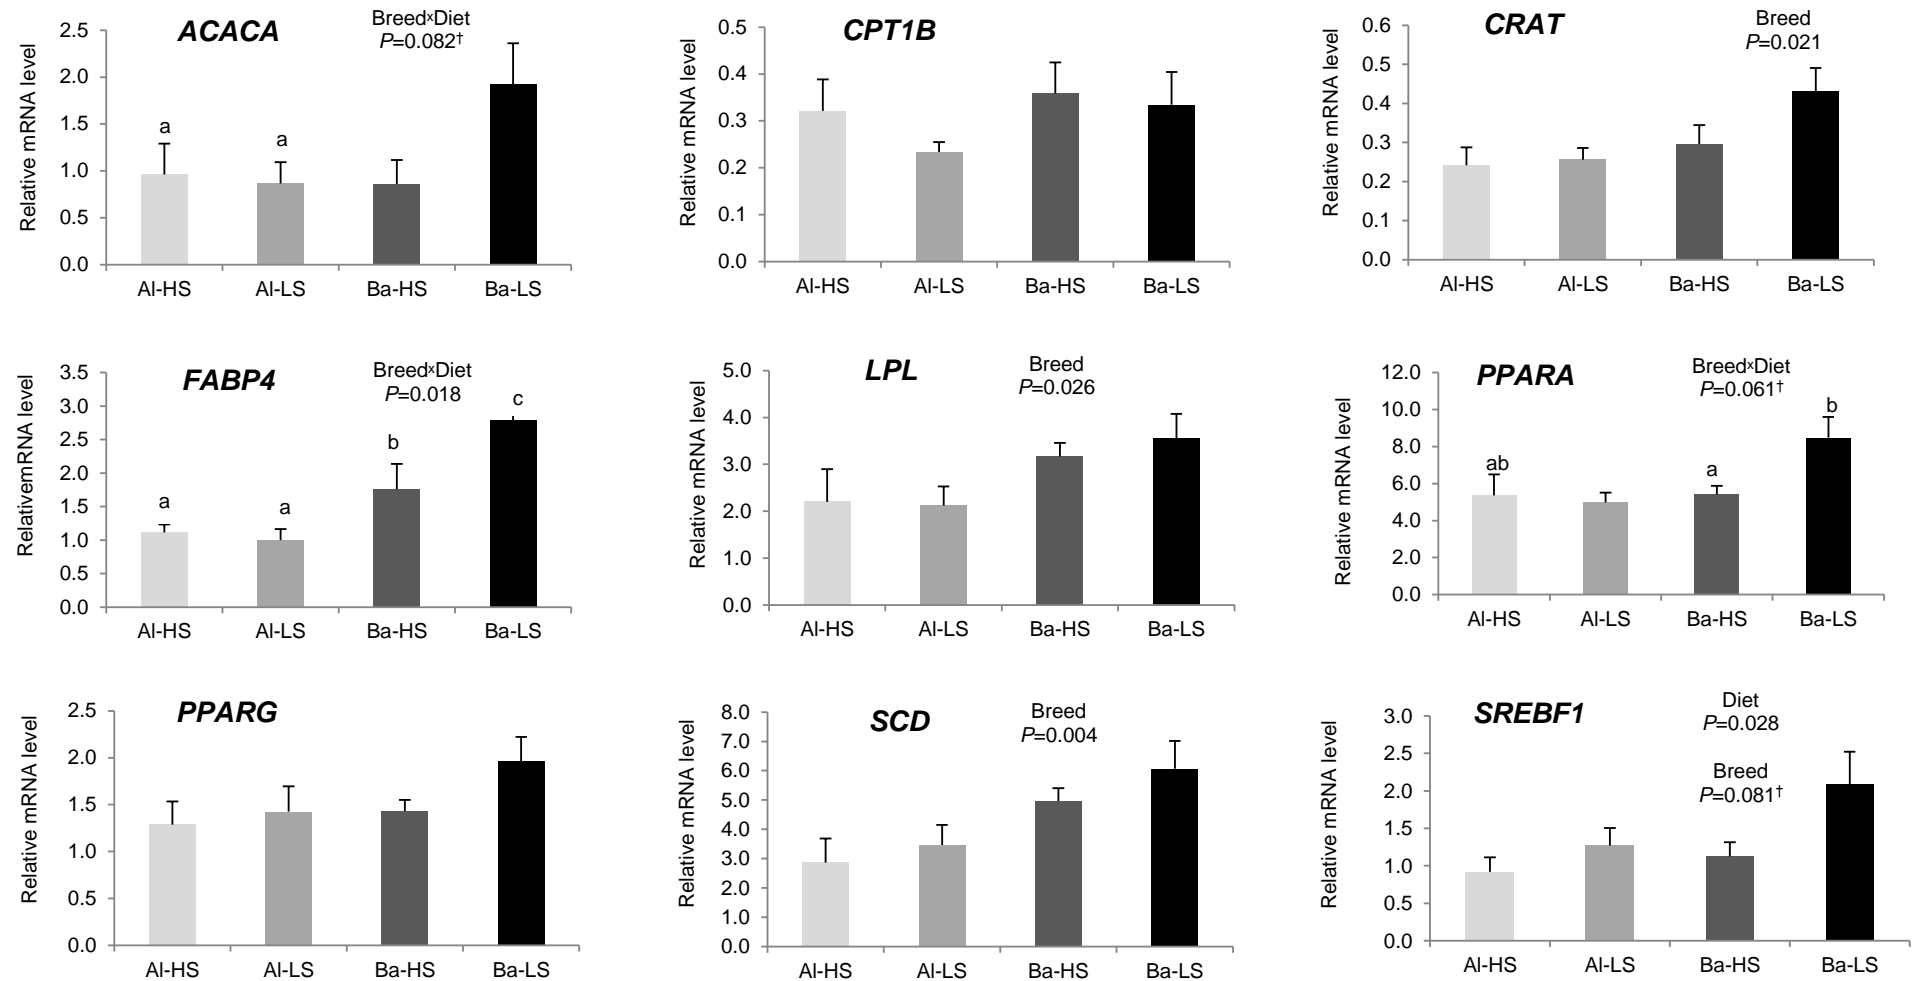 ACACA
Breed×Diet
P=0.082†
Relative mRNA level
2.5
2.0
1.5
1.0
0.5
0.0
a
a
Al-HS
Al-LS
Ba-HS
Ba-LS
CPT1B
Relative mRNA level
0.5
0.4
0.3
0.2
0.1
0.0
Al-HS
Al-LS
Ba-HS
Ba-LS
CRAT
Breed
P=0.021
Relative mRNA level
0.6
0.5
0.4
0.3
0.2
0.1
0.0
Al-HS
Al-LS
Ba-HS
Ba-LS
FABP4
Breed×Diet
P=0.018
RelativemRNA level
3.5
3.0
2.5
2.0
1.5
1.0
0.5
0.0
a
a
b
c
Al-HS
Al-LS
Ba-HS
Ba-LS
LPL
Breed
P=0.026
Relative mRNA level
5.0
4.0
3.0
2.0
1.0
0.0
Al-HS
Al-LS
Ba-HS
Ba-LS
PPARA
Breed×Diet
P=0.061†
Relative mRNA level
12.0
10.0
8.0
6.0
4.0
2.0
0.0
ab
a
b
Al-HS
Al-LS
Ba-HS
Ba-LS
PPARG
Relative mRNA level
2.5
2.0
1.5
1.0
0.5
0.0
Al-HS
Al-LS
Ba-HS
Ba-LS
SCD
Breed
P=0.004
Relative mRNA level
8.0
7.0
6.0
5.0
4.0
3.0
2.0
1.0
0.0
Al-HS
Al-LS
Ba-HS
Ba-LS
SREBF1
Diet
P=0.028
Breed
P=0.081†
Relative mRNA level
3.0
2.5
2.0
1.5
1.0
0.5
0.0
Al-HS
Al-LS
Ba-HS
Ba-LS